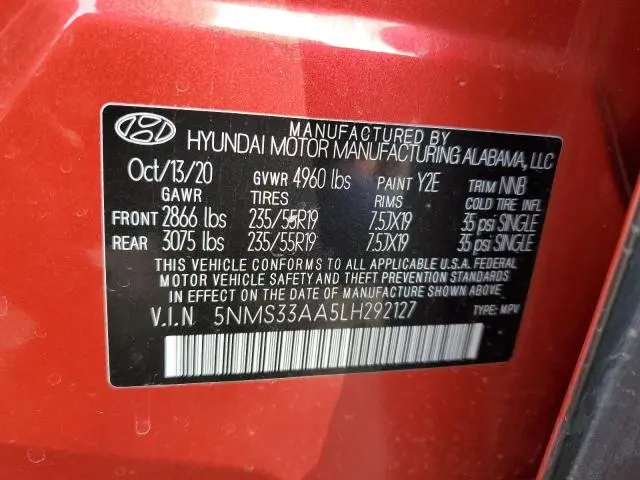 MANUFACTURED BY
HYUNDAI MOTOR MANUFACTURING ALABAMA, LLC
Oct/13/20 GVWR 4960 lbs PAINT Y2E TRIM NNB
GAWR TIRES RIMS COLD TIRE INFL
FRONT 2866 lbs 235/55R19 7.5JX19 35 psi SINGLE
REAR 3075 lbs 235/55R19 7.5JX19 35 psi SINGLE
THIS VEHICLE CONFORMS TO ALL APPLICABLE U.S.A. FEDERAL
MOTOR VEHICLE SAFETY AND THEFT PREVENTION STANDARDS
IN EFFECT ON THE DATE OF MANUFACTURE SHOWN ABOVE.
V.I.N 5NMS33AA5LH292127 TYPE: MPV